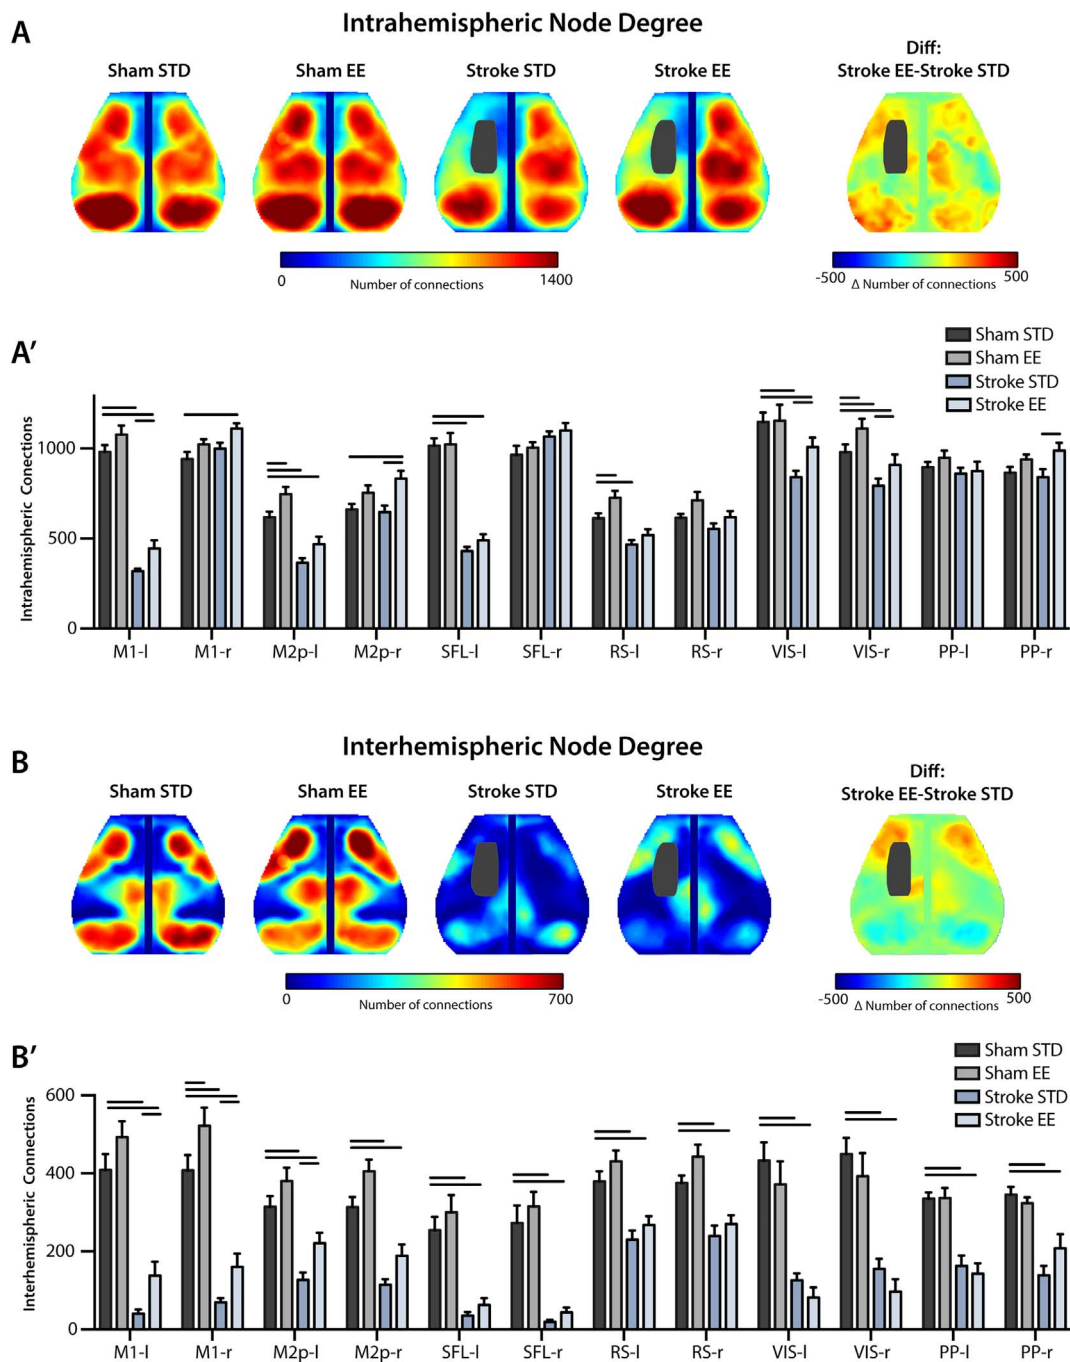 A
Intrahemispheric Node Degree
Sham STD
Sham EE
Stroke STD
Stroke EE
Diff:
Stroke EE-Stroke STD
0
Number of connections
1400
-500
Δ Number of connections
500
A'
Sham STD
Sham EE
Stroke STD
Stroke EE
Intrahemispheric Conections
1000
500
0
M1-l
M1-r
M2p-l
M2p-r
SFL-l
SFL-r
RS-l
RS-r
VIS-l
VIS-r
PP-l
PP-r
B
Interhemispheric Node Degree
Sham STD
Sham EE
Stroke STD
Stroke EE
Diff:
Stroke EE-Stroke STD
0
Number of connections
700
-500
Δ Number of connections
500
B'
Sham STD
Sham EE
Stroke STD
Stroke EE
Interhemispheric Connections
600
400
200
0
M1-l
M1-r
M2p-l
M2p-r
SFL-l
SFL-r
RS-l
RS-r
VIS-l
VIS-r
PP-l
PP-r